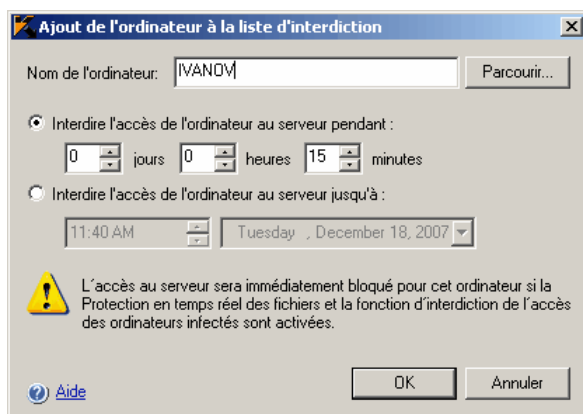 Ajout de l'ordinateur à la liste d'interdiction
Nom de l'ordinateur: IVANOV Parcourir...
Interdire l'accès de l'ordinateur au serveur pendant :
0 jours 0 heures 15 minutes
Interdire l'accès de l'ordinateur au serveur jusqu'à :
11:40 AM Tuesday , December 18, 2007
L´accès au serveur sera immédiatement bloqué pour cet ordinateur si la
Protection en temps réel des fichiers et la fonction d´interdiction de l'accès
des ordinateurs infectés sont activées.
Aide OK Annuler